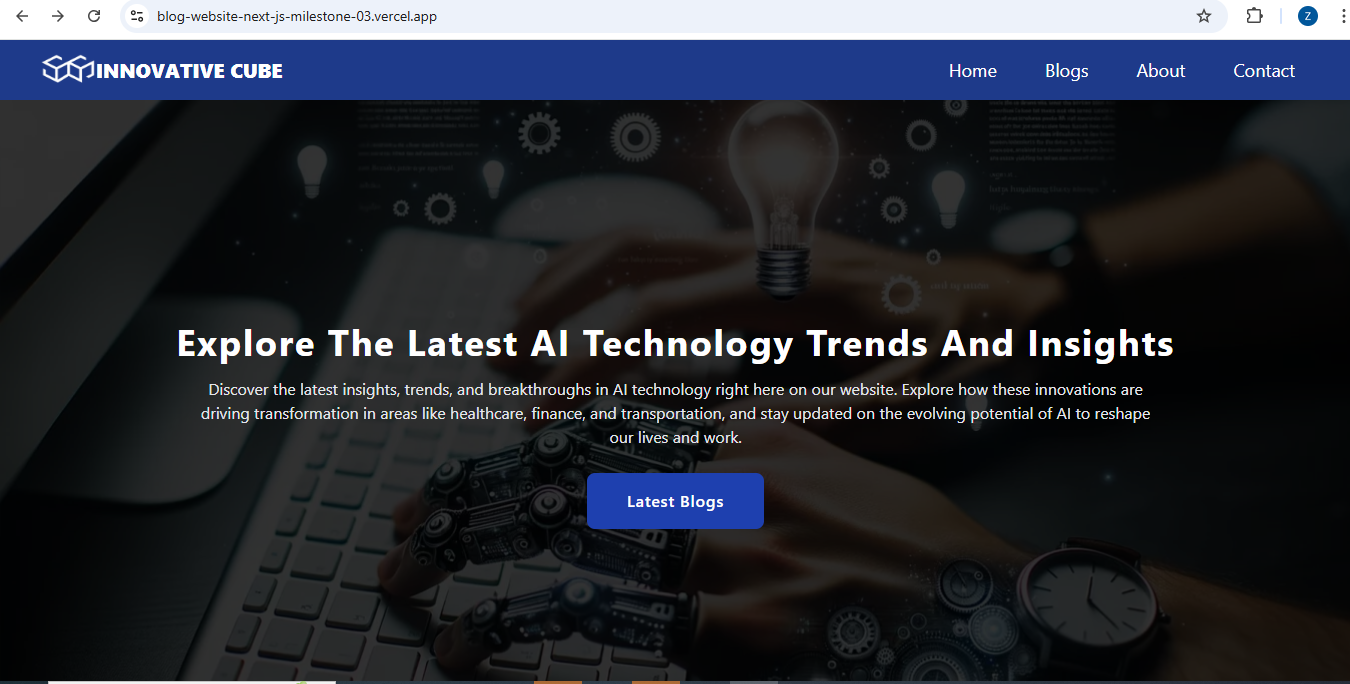 blog-website-next-js-milestone-03.vercel.app
Z
INNOVATIVE CUBE
Home Blogs About Contact
Explore The Latest AI Technology Trends And Insights
Discover the latest insights, trends, and breakthroughs in AI technology right here on our website. Explore how these innovations are
driving transformation in areas like healthcare, finance, and transportation, and stay updated on the evolving potential of AI to reshape
our lives and work.
Latest Blogs